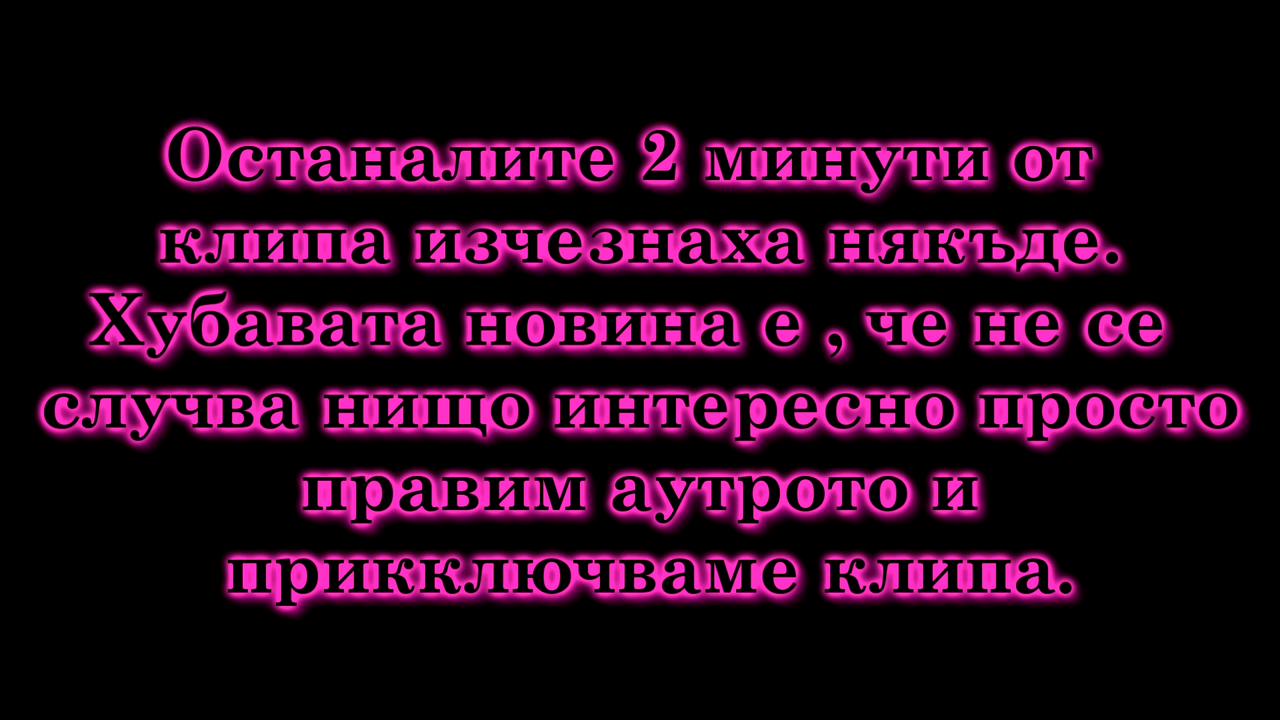 Останалите 2 минути от
клипа изчезнаха някъде.
Хубавата новина е , че не се
случва нищо интересно просто
правим аутрото и
прикключваме клипа.